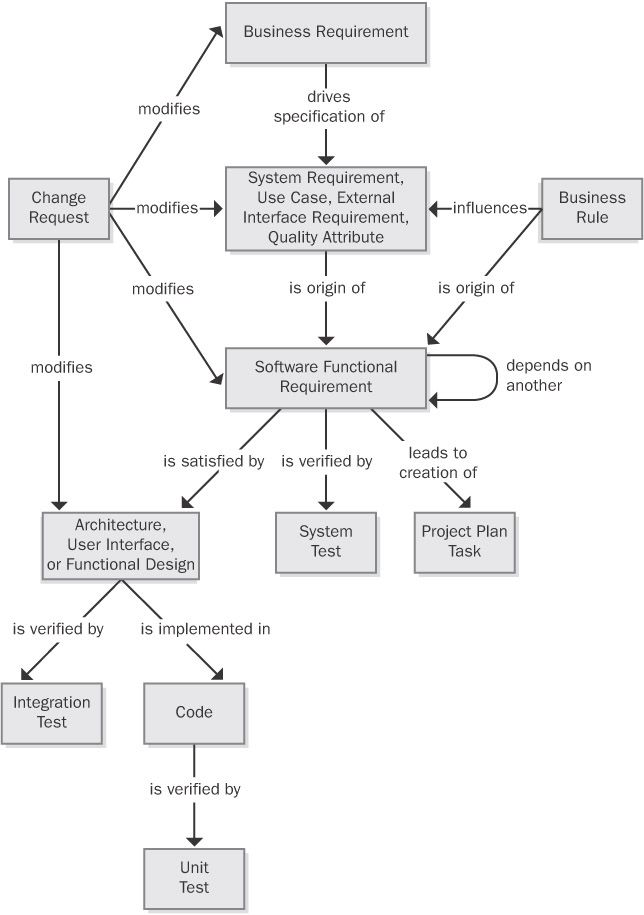 Business Requirement
modifies
drives
specification of
Change
Request
modifies
System Requirement,
Use Case, External
Interface Requirement,
Quality Attribute
influences
Business
Rule
modifies
is origin of
is origin of
modifies
Software Functional
Requirement
depends on
another
is satisfied by
is verified by
leads to
creation of
Architecture,
User Interface,
or Functional Design
System
Test
Project Plan
Task
is verified by
is implemented in
Integration
Test
Code
is verified by
Unit
Test